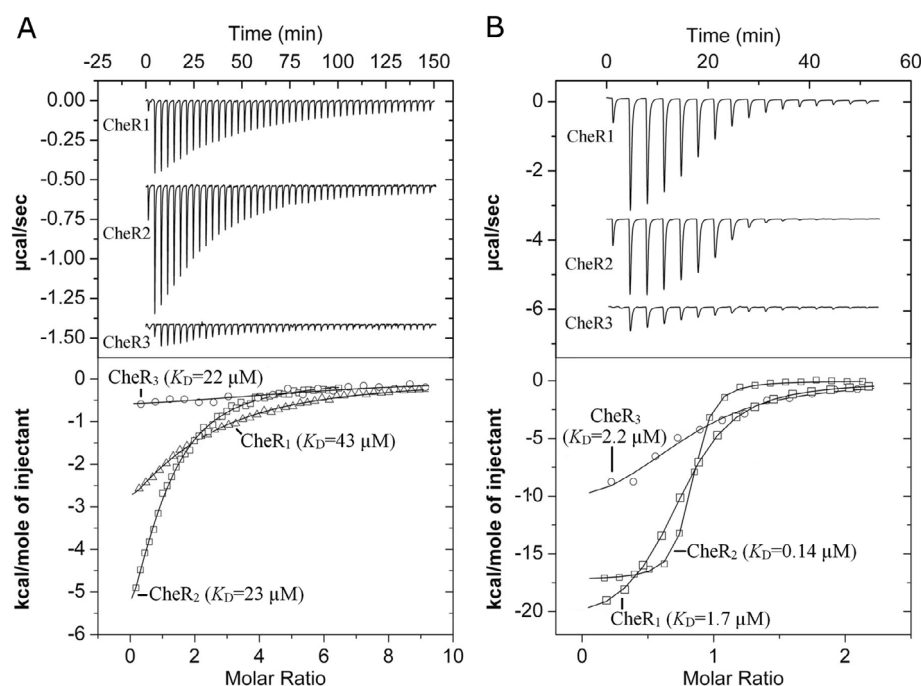 A
Time (min)
-25 0 25 50 75 100 125 150
0.00
-0.25
-0.50
-0.75
-1.00
-1.25
-1.50
µcal/sec
CheR1
CheR2
CheR3
0
-1
-2
-3
-4
-5
-6
kcal/mole of injectant
CheR3 (KD=22 µM)
CheR1 (KD=43 µM)
CheR2 (KD=23 µM)
0 2 4 6 8 10
Molar Ratio
B
Time (min)
0 20 40 60
0
-2
-4
-6
µcal/sec
CheR1
CheR2
CheR3
0
-5
-10
-15
-20
kcal/mole of injectant
CheR3
(KD=2.2 µM)
CheR2 (KD=0.14 µM)
CheR1 (KD=1.7 µM)
0 1 2
Molar Ratio